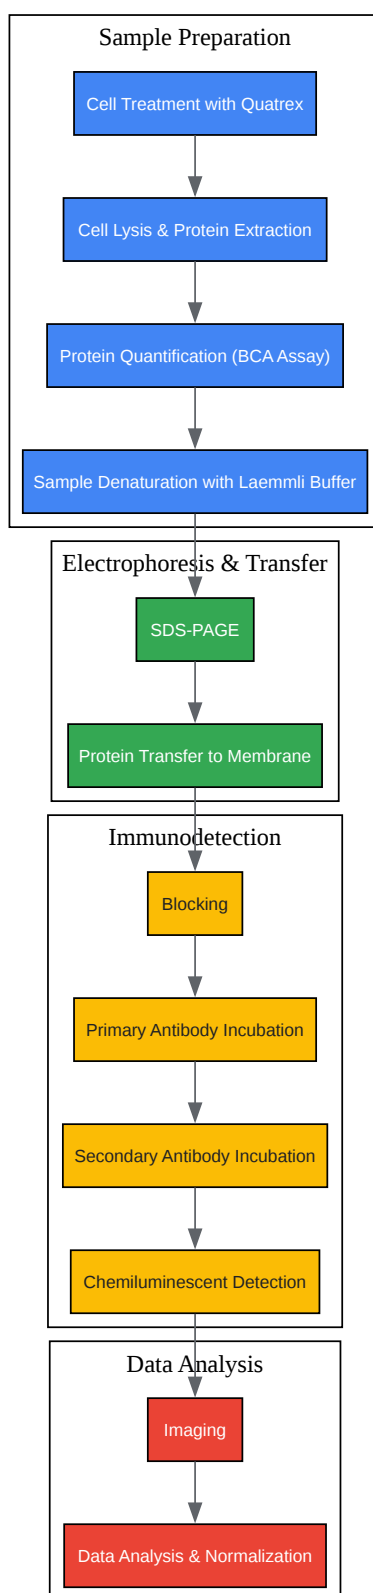 Sample Preparation
Cell Treatment with Quatrex
Cell Lysis & Protein Extraction
Protein Quantification (BCA Assay)
Sample Denaturation with Laemmli Buffer
Electrophoresis & Transfer
SDS-PAGE
Protein Transfer to Membrane
Immunodetection
Blocking
Primary Antibody Incubation
Secondary Antibody Incubation
Chemiluminescent Detection
Data Analysis
Imaging
Data Analysis & Normalization